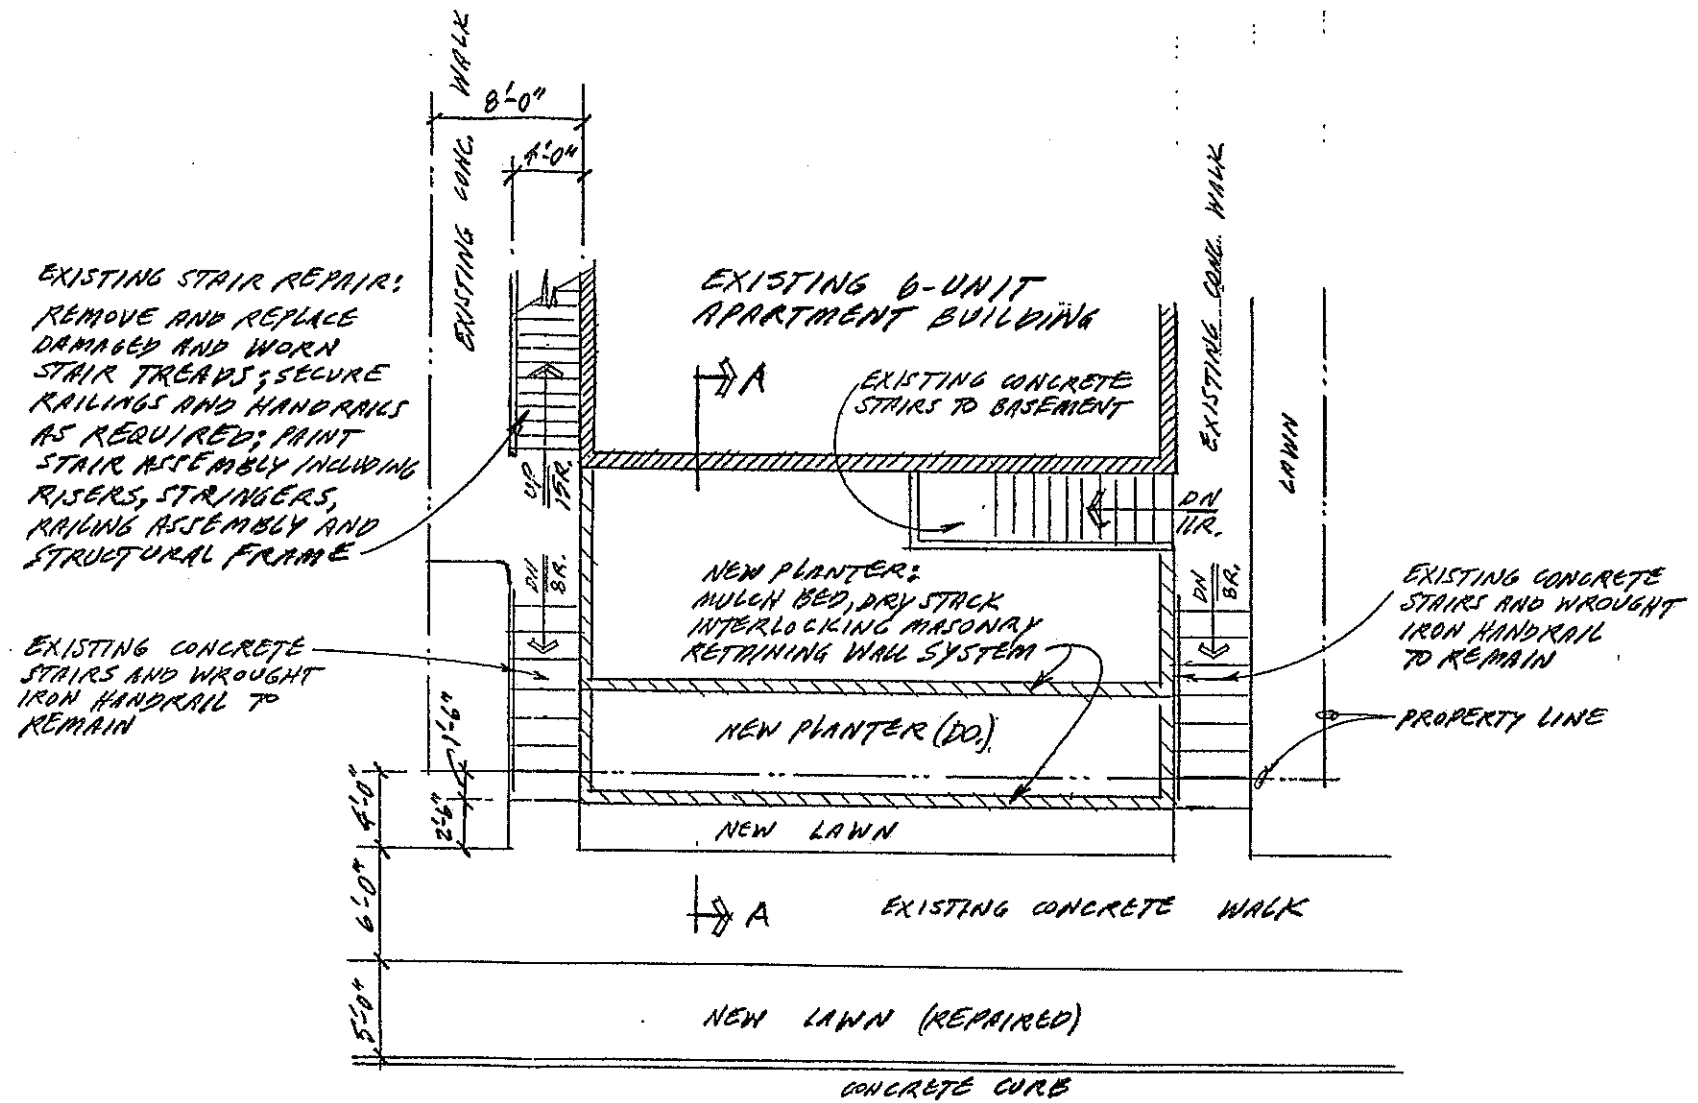 EXISTING CONC. WALK
8'-0"
4'-0"
EXISTING STAIR REPAIR:
REMOVE AND REPLACE
DAMAGED AND WORN
STAIR TREADS; SECURE
RAILINGS AND HANDRAILS
AS REQUIRED; PAINT
STAIR ASSEMBLY INCLUDING
RISERS, STRINGERS,
RAILING ASSEMBLY AND
STRUCTURAL FRAME
EXISTING 6-UNIT
APARTMENT BUILDING
A
EXISTING CONCRETE
STAIRS TO BASEMENT
EXISTING CONC. WALK
LAWN
UP
15R.
DN
11R.
DN
8R.
DN
8R.
NEW PLANTER:
MULCH BED, DRY STACK
INTERLOCKING MASONRY
RETAINING WALL SYSTEM
EXISTING CONCRETE
STAIRS AND WROUGHT
IRON HANDRAIL
TO REMAIN
EXISTING CONCRETE
STAIRS AND WROUGHT
IRON HANDRAIL TO
REMAIN
NEW PLANTER (DO.)
PROPERTY LINE
1'-6"
4'-0"
2'-6"
NEW LAWN
6'-0"
A
EXISTING CONCRETE WALK
5'-0"
NEW LAWN (REPAIRED)
CONCRETE CURB